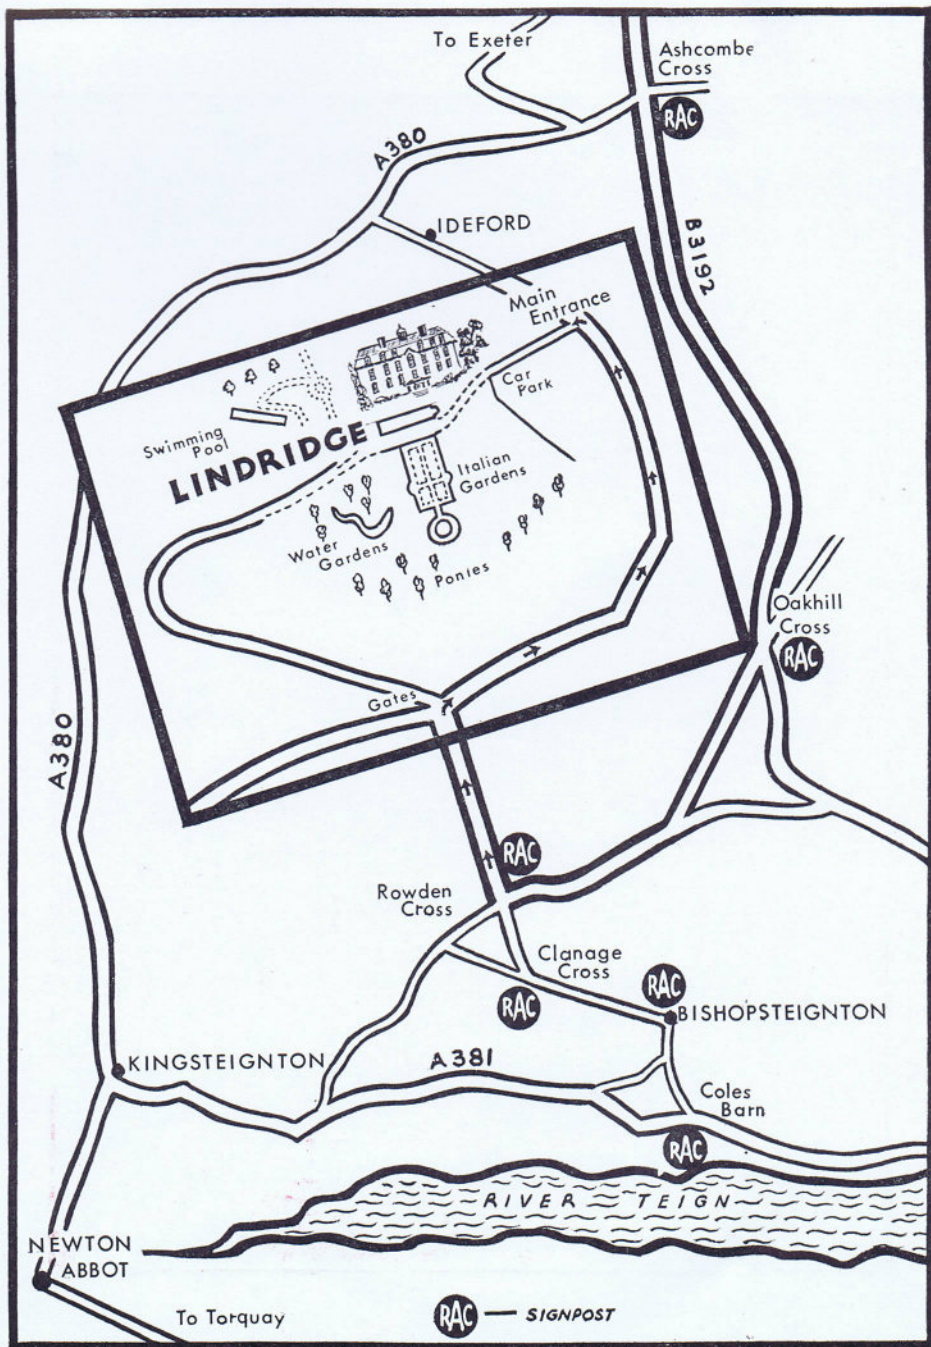 To Exeter
Ashcombe
Cross
RAC
A380
IDEFORD
B3192
Main
Entrance
Car
Park
Swimming
Pool
LINDRIDGE
Italian
Gardens
Water
Gardens
Ponies
Oakhill
Cross
RAC
Gates
A380
RAC
Rowden
Cross
Clanage
Cross
RAC
RAC
BISHOPSTEIGNTON
KINGSTEIGNTON
A381
Coles
Barn
RAC
RIVER TEIGN
NEWTON
ABBOT
To Torquay
RAC — SIGNPOST